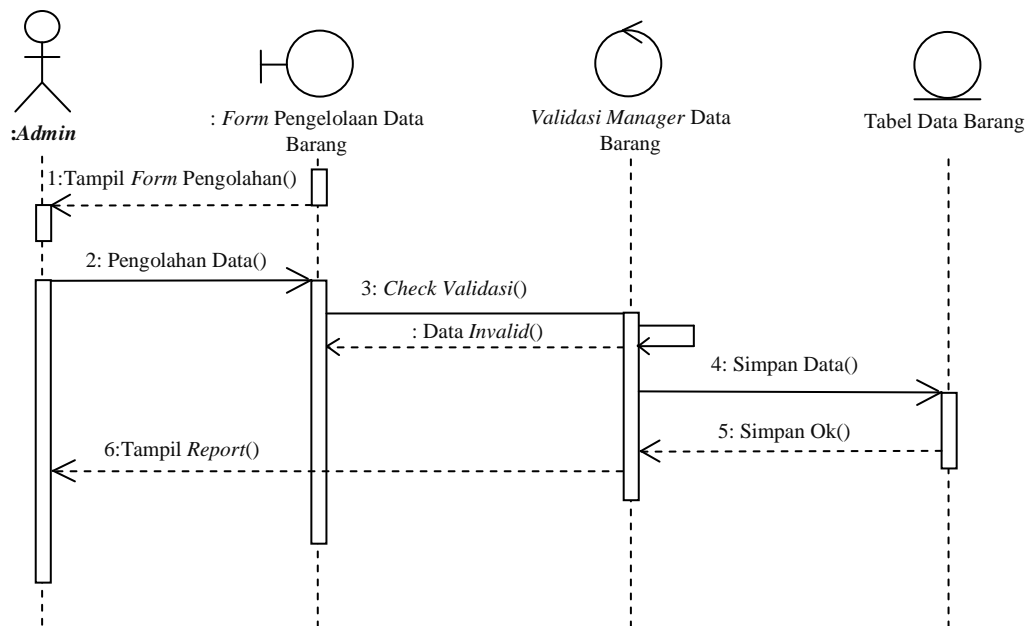 :Admin
: Form Pengelolaan Data
Barang
Validasi Manager Data
Barang
Tabel Data Barang
1:Tampil Form Pengolahan()
2: Pengolahan Data()
3: Check Validasi()
: Data Invalid()
4: Simpan Data()
5: Simpan Ok()
6:Tampil Report()